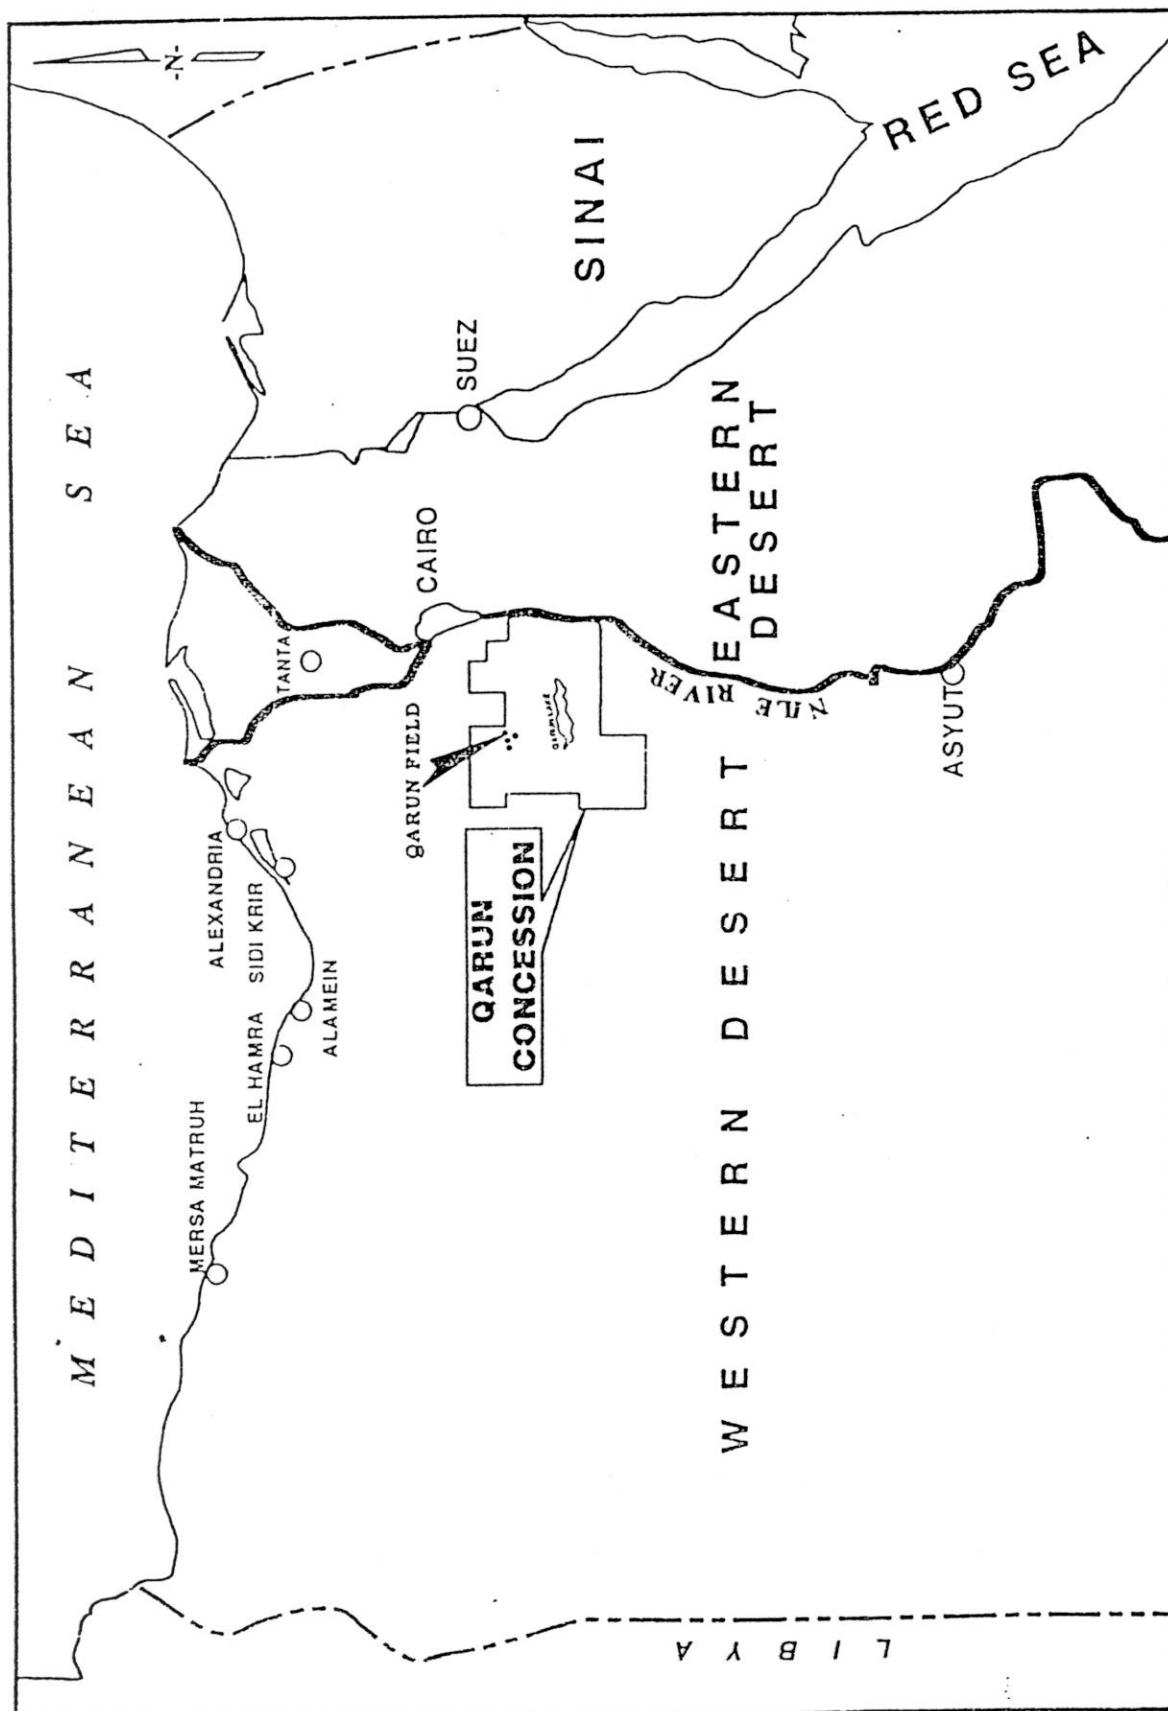 -N-
MEDITERRANEAN SEA
MERSA MATRUH
EL HAMRA
SIDI KRIR
ALEXANDRIA
ALAMEIN
TANTA
CAIRO
SUEZ
SINAI
RED SEA
QARUN FIELD
QARUN
CONCESSION
NILE RIVER
EASTERN
DESERT
WESTERN DESERT
ASYUT
LIBYA